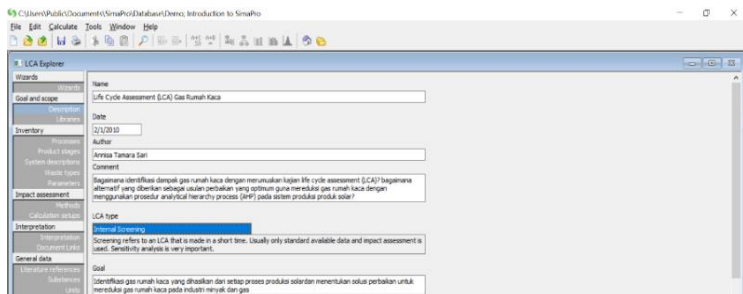 C:\Users\Public\Documents\SimaPro\Database\Demo; Introduction to SimaPro
File Edit Calculate Tools Window Help
LCA Explorer
Wizards
Wizards
Goal and scope
Description
Libraries
Inventory
Processes
Product stages
System descriptions
Waste types
Parameters
Impact assessment
Methods
Calculation setups
Interpretation
Interpretation
Document Links
General data
Literature references
Substances
Units
Name
Life Cycle Assessment (LCA) Gas Rumah Kaca
Date
2/1/2010
Author
Annisa Tamara Sari
Comment
Bagaimana identifikasi dampak gas rumah kaca dengan merumuskan kajian life cycle assessment (LCA)? bagaimana
alternatif yang diberikan sebagai usulan perbaikan yang optimum guna mereduksi gas rumah kaca dengan
menggunakan prosedur analytical hierarchy process (AHP) pada sistem produksi produk solar?
LCA type
Internal Screening
Screening refers to an LCA that is made in a short time. Usually only standard available data and impact assessment is
used. Sensitivity analysis is very important.
Goal
Identifikasi gas rumah kaca yang dihasilkan dari setiap proses produksi solardan menentukan solusi perbaikan untuk
mereduksi gas rumah kaca pada industri minyak dan gas